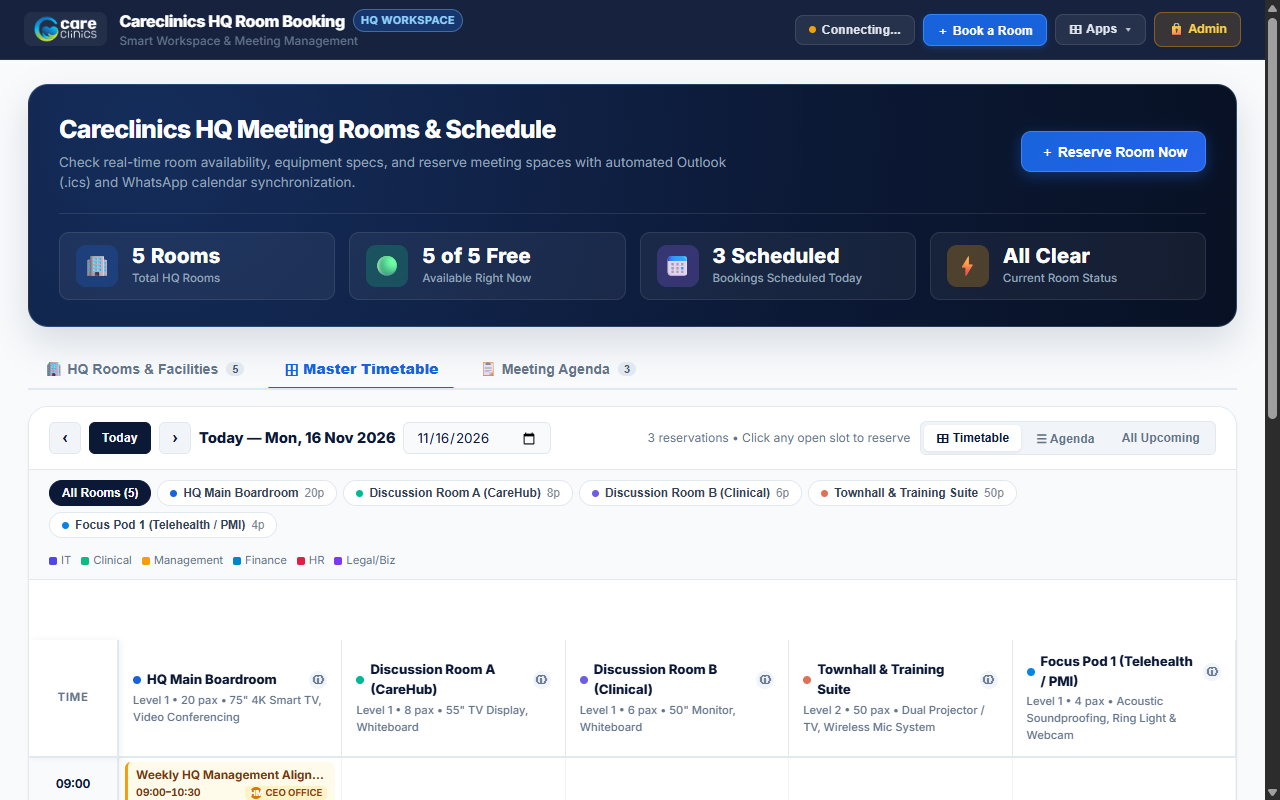 care clinics
Careclinics HQ Room Booking
HQ WORKSPACE
Smart Workspace & Meeting Management
Connecting...
+ Book a Room
Apps
Admin
Careclinics HQ Meeting Rooms & Schedule
Check real-time room availability, equipment specs, and reserve meeting spaces with automated Outlook
(.ics) and WhatsApp calendar synchronization.
+ Reserve Room Now
5 Rooms
Total HQ Rooms
5 of 5 Free
Available Right Now
3 Scheduled
Bookings Scheduled Today
All Clear
Current Room Status
HQ Rooms & Facilities 5
Master Timetable
Meeting Agenda 3
‹ Today › Today — Mon, 16 Nov 2026 11/16/2026
3 reservations • Click any open slot to reserve
Timetable
Agenda
All Upcoming
All Rooms (5)
HQ Main Boardroom 20p
Discussion Room A (CareHub) 8p
Discussion Room B (Clinical) 6p
Townhall & Training Suite 50p
Focus Pod 1 (Telehealth / PMI) 4p
IT Clinical Management Finance HR Legal/Biz
TIME
HQ Main Boardroom
Level 1 • 20 pax • 75" 4K Smart TV,
Video Conferencing
Discussion Room A
(CareHub)
Level 1 • 8 pax • 55" TV Display,
Whiteboard
Discussion Room B
(Clinical)
Level 1 • 6 pax • 50" Monitor,
Whiteboard
Townhall & Training
Suite
Level 2 • 50 pax • Dual Projector /
TV, Wireless Mic System
Focus Pod 1 (Telehealth
/ PMI)
Level 1 • 4 pax • Acoustic
Soundproofing, Ring Light &
Webcam
09:00
Weekly HQ Management Align...
09:00–10:30
HM CEO OFFICE